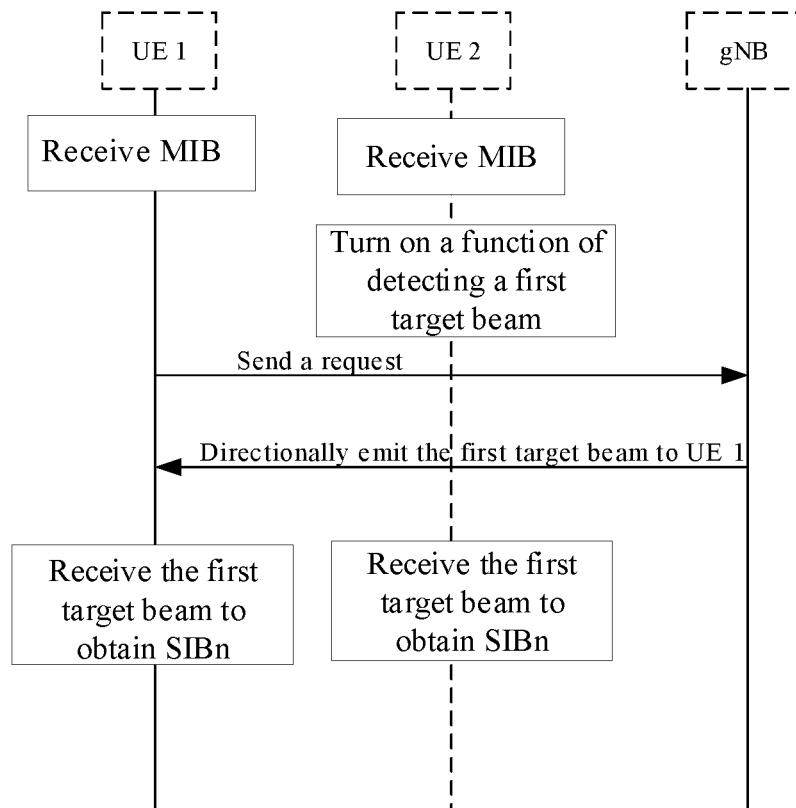 UE 1
UE 2
gNB
Receive MIB
Receive MIB
Turn on a function of
detecting a first
target beam
Send a request
Directionally emit the first target beam to UE 1
Receive the first
target beam to
obtain SIBn
Receive the first
target beam to
obtain SIBn